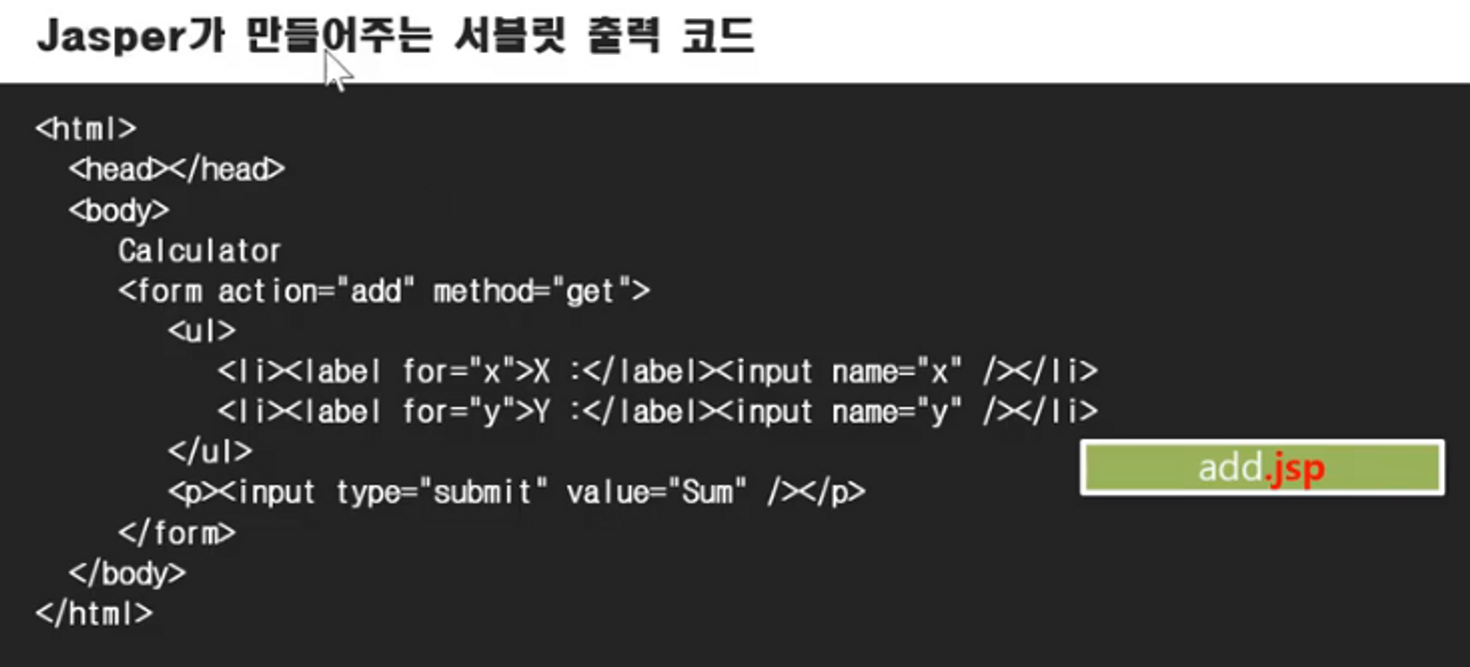 Jasper가 만들어주는 서블릿 출력 코드
<html>
<head></head>
<body>
Calculator
<form action="add" method="get">
<ul>
<li><label for="x">X :</label><input name="x" /></li>
<li><label for="y">Y :</label><input name="y" /></li>
</ul>
add.jsp
<p><input type="submit" value="Sum" /></p>
</form>
</body>
</html>